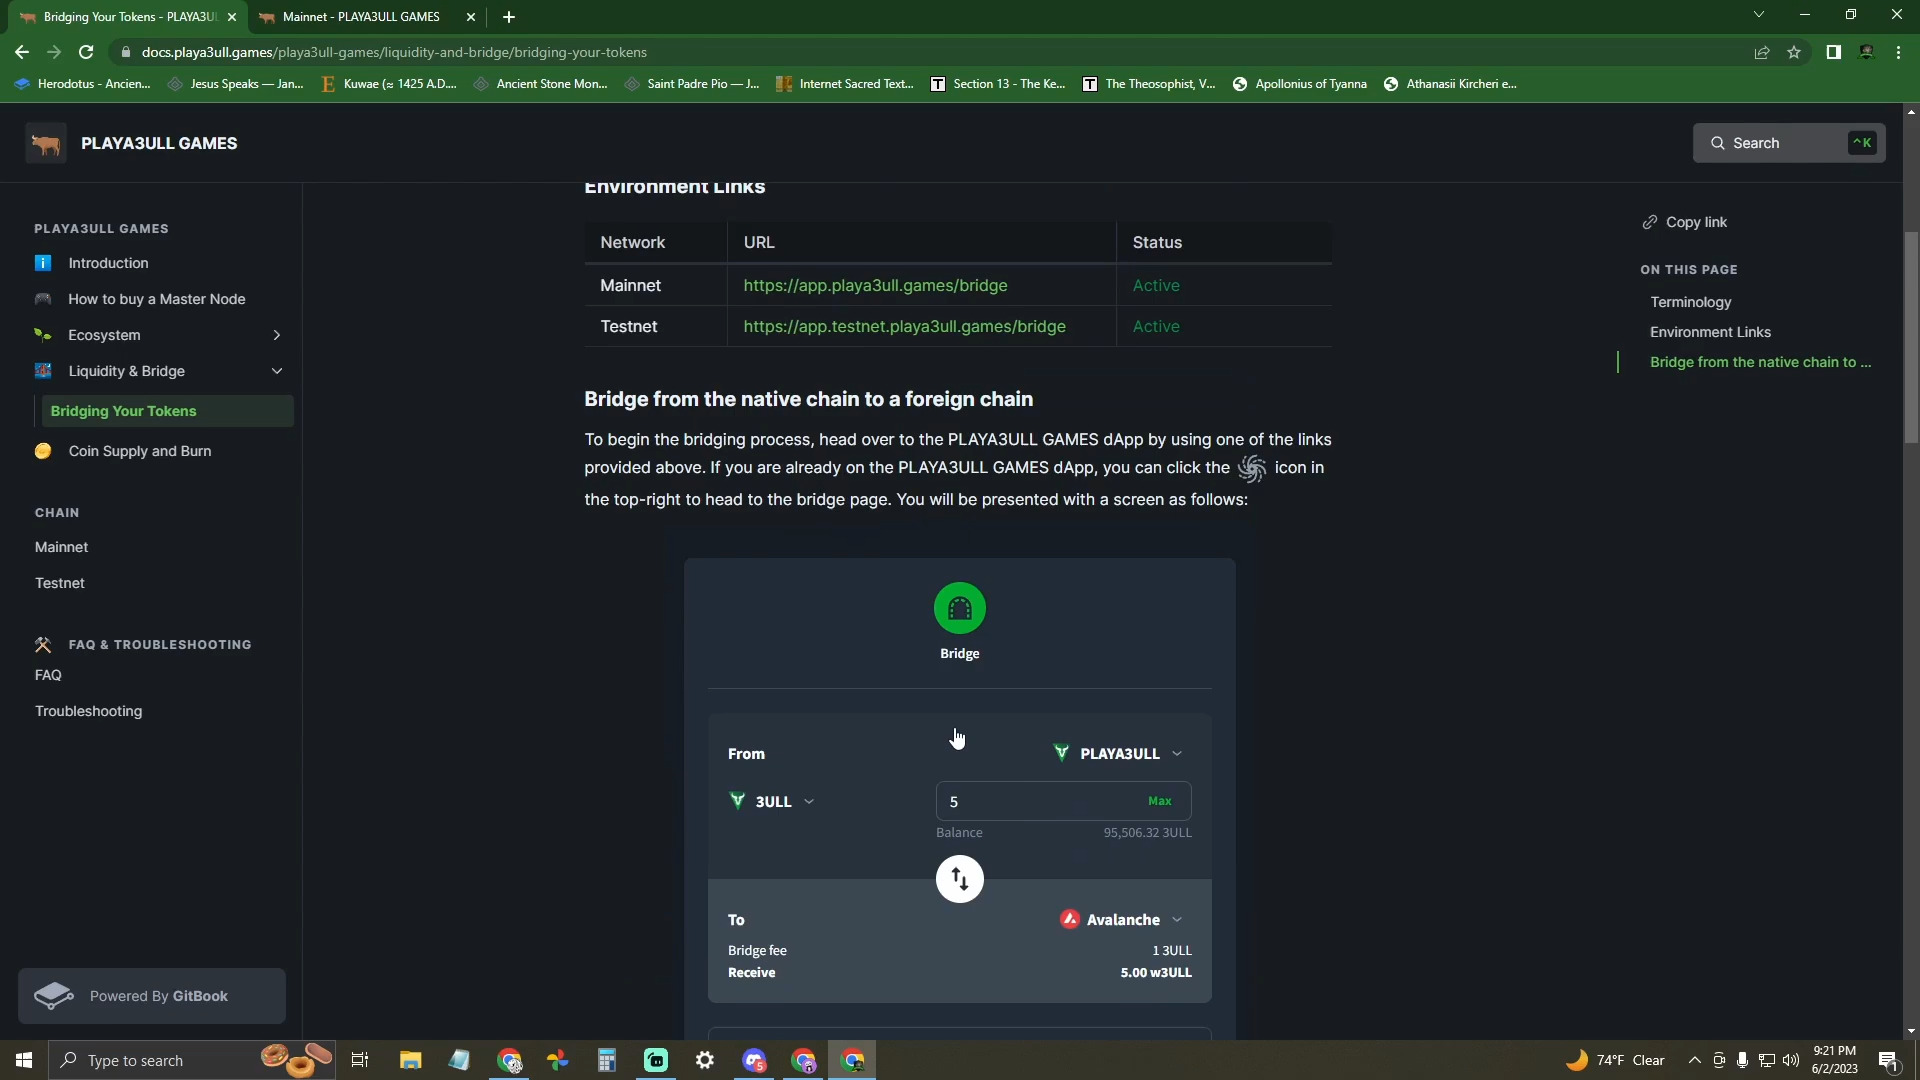 Bridging Your Tokens - PLAYA3UL
Mainnet - PLAYA3ULL GAMES
docs.playa3ull.games/playa3ull-games/liquidity-and-bridge/bridging-your-tokens
Herodotus - Ancien...
Jesus Speaks — Jan...
Kuwae (≈ 1425 A.D....
Ancient Stone Mon...
Saint Padre Pio — J...
Internet Sacred Text...
Section 13 - The Ke...
The Theosophist, V...
Apollonius of Tyanna
Athanasii Kircheri e...
PLAYA3ULL GAMES
Search
^K
PLAYA3ULL GAMES
Introduction
How to buy a Master Node
Ecosystem
Liquidity & Bridge
Bridging Your Tokens
Coin Supply and Burn
CHAIN
Mainnet
Testnet
FAQ & TROUBLESHOOTING
FAQ
Troubleshooting
Powered By GitBook
Environment Links
Network URL Status
Mainnet https://app.playa3ull.games/bridge Active
Testnet https://app.testnet.playa3ull.games/bridge Active
Bridge from the native chain to a foreign chain
To begin the bridging process, head over to the PLAYA3ULL GAMES dApp by using one of the links
provided above. If you are already on the PLAYA3ULL GAMES dApp, you can click the icon in
the top-right to head to the bridge page. You will be presented with a screen as follows:
Bridge
From PLAYA3ULL
3ULL 5 Max
Balance 95,506.32 3ULL
To Avalanche
Bridge fee 1 3ULL
Receive 5.00 w3ULL
Copy link
ON THIS PAGE
Terminology
Environment Links
Bridge from the native chain to ...
Type to search
5
74°F Clear
9:21 PM
6/2/2023
1